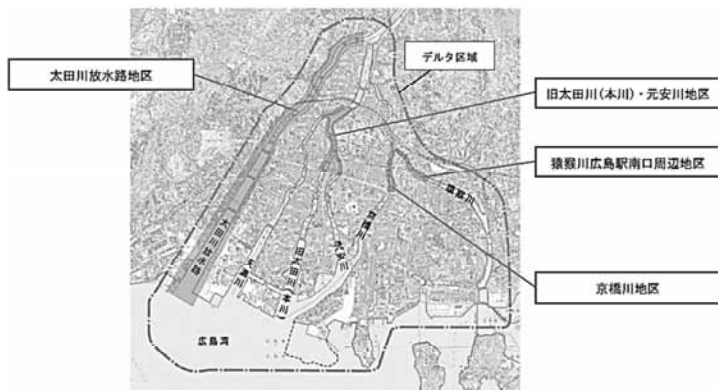 デルタ区域
太田川放水路地区
旧太田川(本川)・元安川地区
猿猴川広島駅南口周辺地区
京橋川地区
猿猴川
京橋川
元安川
旧太田川(本川)
天満川
太田川放水路
広島湾